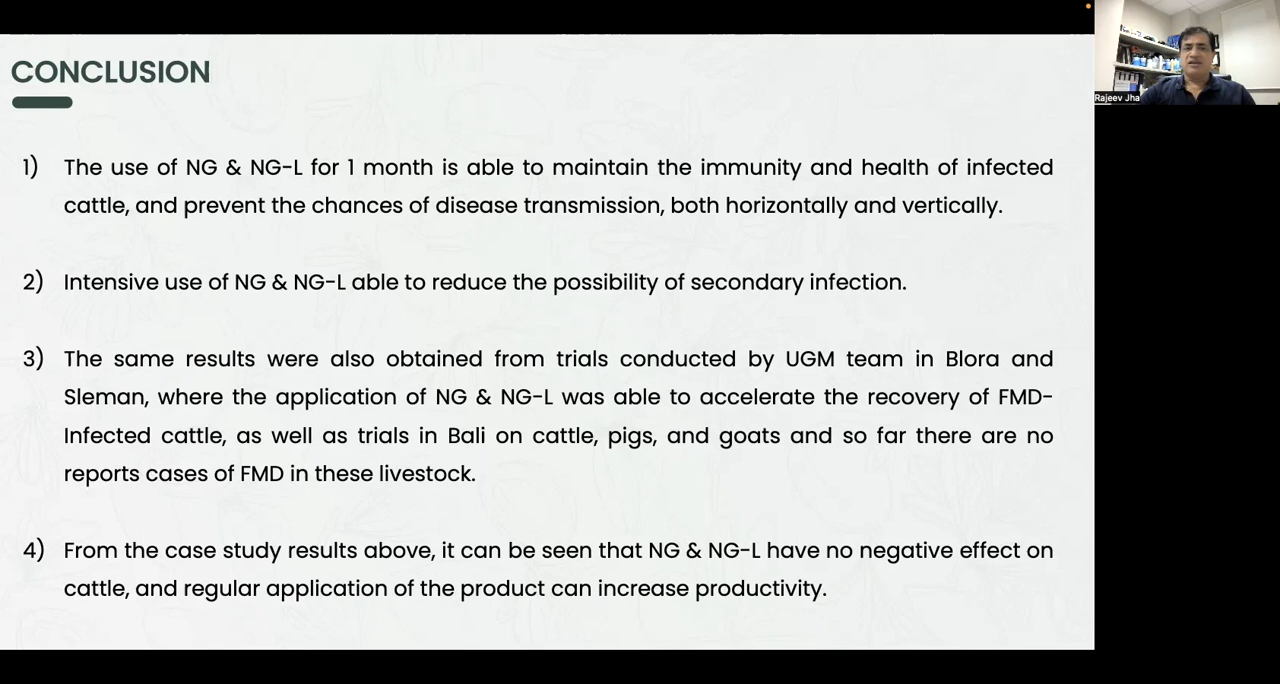 CONCLUSION
Rajeev Jha
1) The use of NG & NG-L for 1 month is able to maintain the immunity and health of infected
cattle, and prevent the chances of disease transmission, both horizontally and vertically.
2) Intensive use of NG & NG-L able to reduce the possibility of secondary infection.
3) The same results were also obtained from trials conducted by UGM team in Blora and
Sleman, where the application of NG & NG-L was able to accelerate the recovery of FMD-
Infected cattle, as well as trials in Bali on cattle, pigs, and goats and so far there are no
reports cases of FMD in these livestock.
4) From the case study results above, it can be seen that NG & NG-L have no negative effect on
cattle, and regular application of the product can increase productivity.